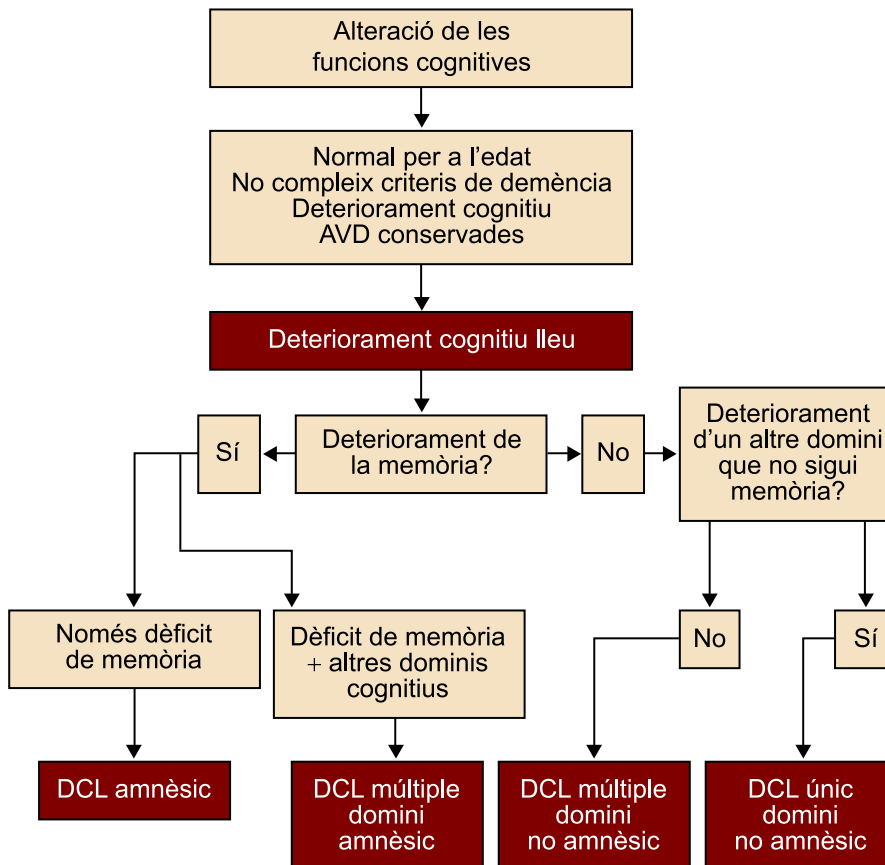 Alteració de les
funcions cognitives
Normal per a l'edat
No compleix criteris de demència
Deteriorament cognitiu
AVD conservades
Deteriorament cognitiu lleu
Sí
Deteriorament de
la memòria?
No
Deteriorament
d'un altre domini
que no sigui
memòria?
Només dèficit
de memòria
Dèficit de memòria
+ altres dominis
cognitius
No
Sí
DCL amnèsic
DCL múltiple
domini
amnèsic
DCL múltiple
domini
no amnèsic
DCL únic
domini
no amnèsic